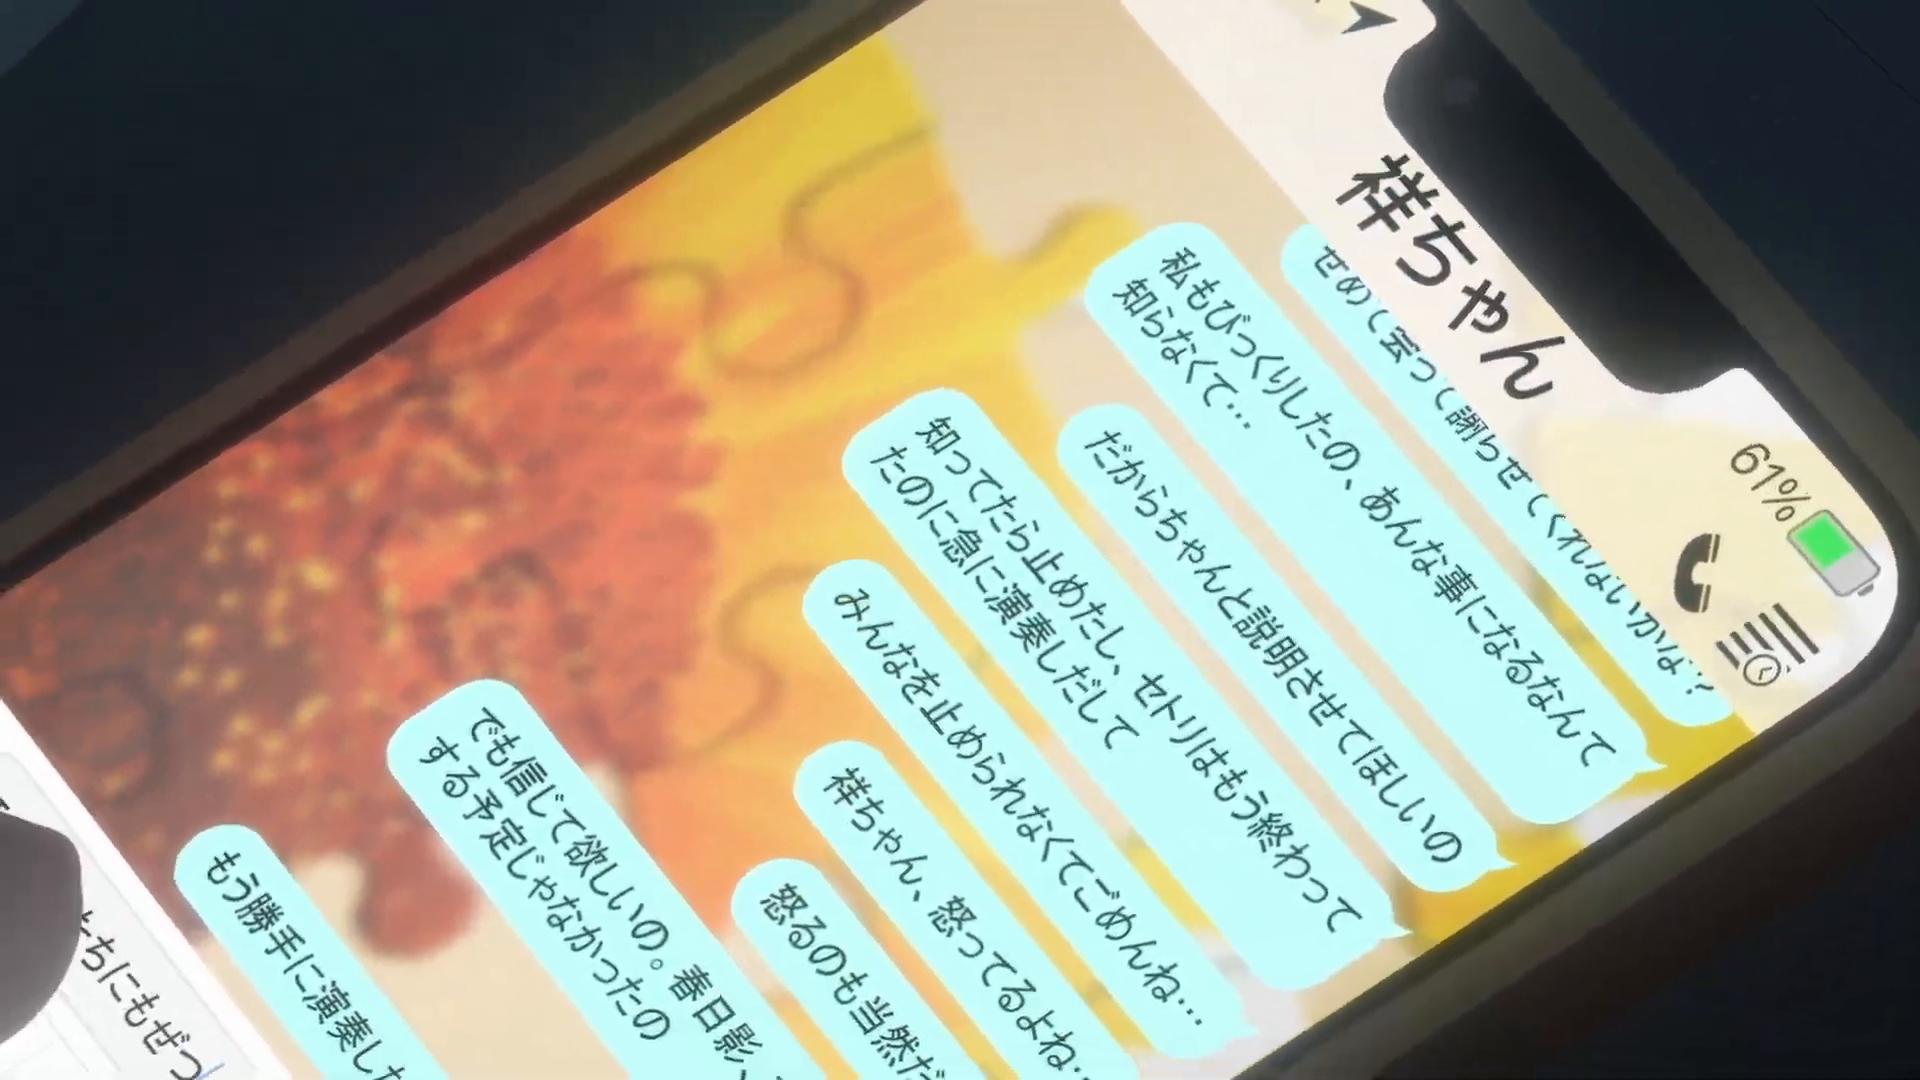 61%
祥ちゃん
せめて会って謝らせてくれないかな?
私もびっくりしたの、あんな事になるなんて
知らなくて…
だからちゃんと説明させてほしいの
知ってたら止めたし、セトリはもう終わって
たのに急に演奏しだして
みんなを止められなくてごめんね…
祥ちゃん、怒ってるよね…
怒るのも当然だ
でも信じて欲しいの。春日影、
する予定じゃなかったの
もう勝手に演奏した
たちにもぜつ